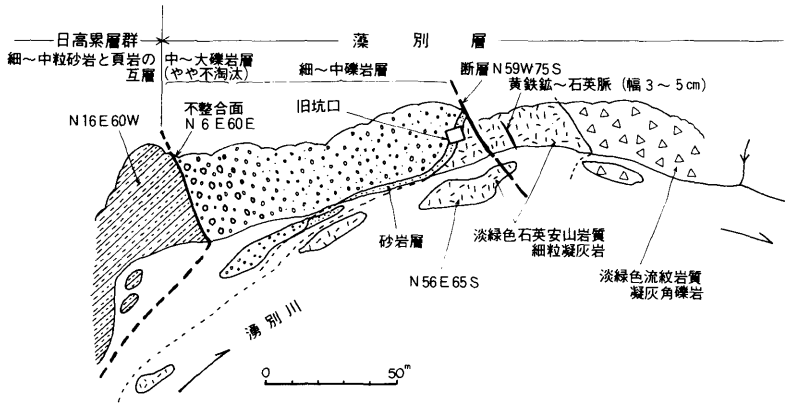 日高累層群
藻別層
細~中粒砂岩と頁岩の
互層
中~大礫岩層
(やや不淘汰)
細~中礫岩層
断層 N59W75S
黄鉄鉱~石英脈 (幅3~5cm)
旧坑口
不整合面
N6E60E
N16E60W
砂岩層
淡緑色石英安山岩質
細粒凝灰岩
N56E65S
淡緑色流紋岩質
凝灰角礫岩
湧別川
0 50m